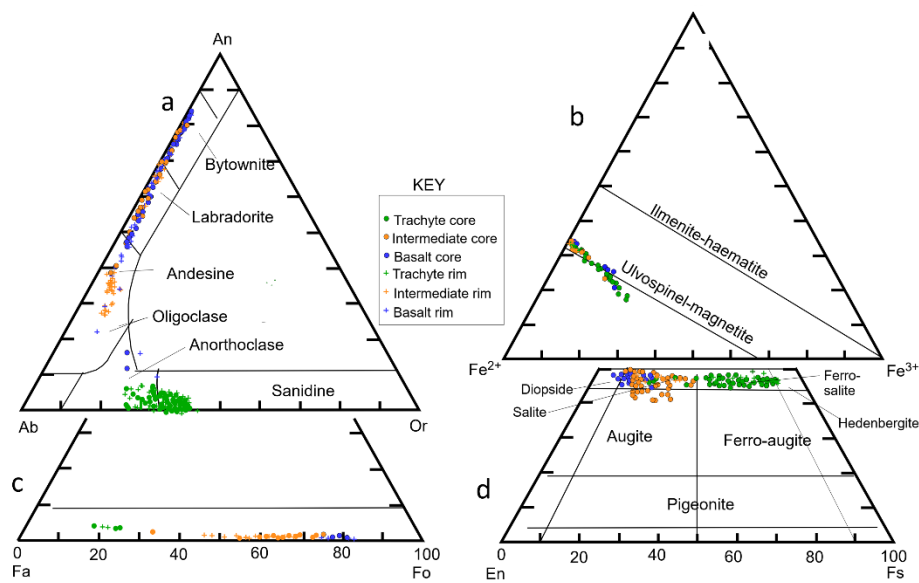 An
a
Bytownite
Labradorite
Andesine
Oligoclase
Anorthoclase
Sanidine
Ab
Or
KEY
Trachyte core
Intermediate core
Basalt core
Trachyte rim
Intermediate rim
Basalt rim
b
Ilmenite-haematite
Ulvospinel-magnetite
Fe2+
Fe3+
c
0 20 40 60 80 100
Fa
Fo
Diopside
Salite
Ferro-
salite
Hedenbergite
Augite
Ferro-augite
d
Pigeonite
0 20 40 60 80 100
En
Fs